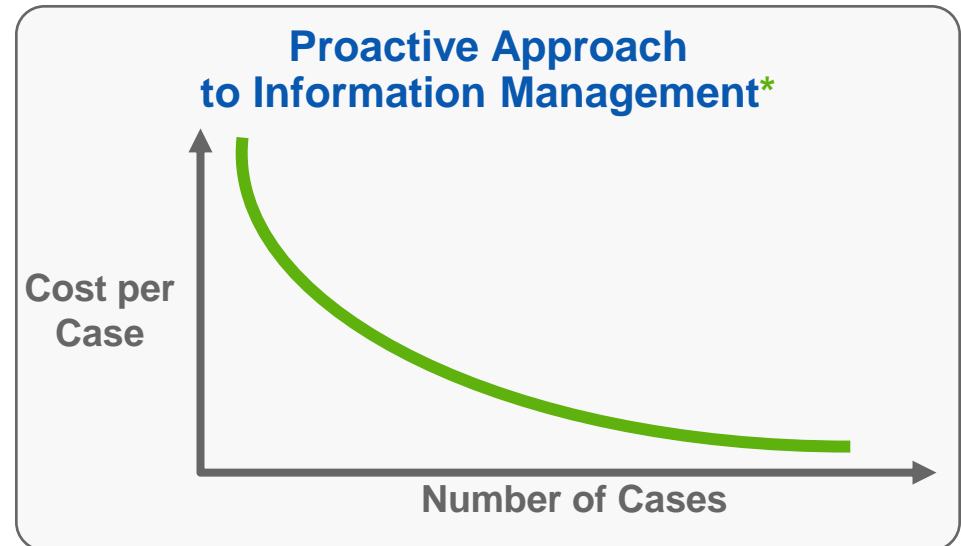 Proactive Approach
to Information Management*
Cost per
Case
Number of Cases